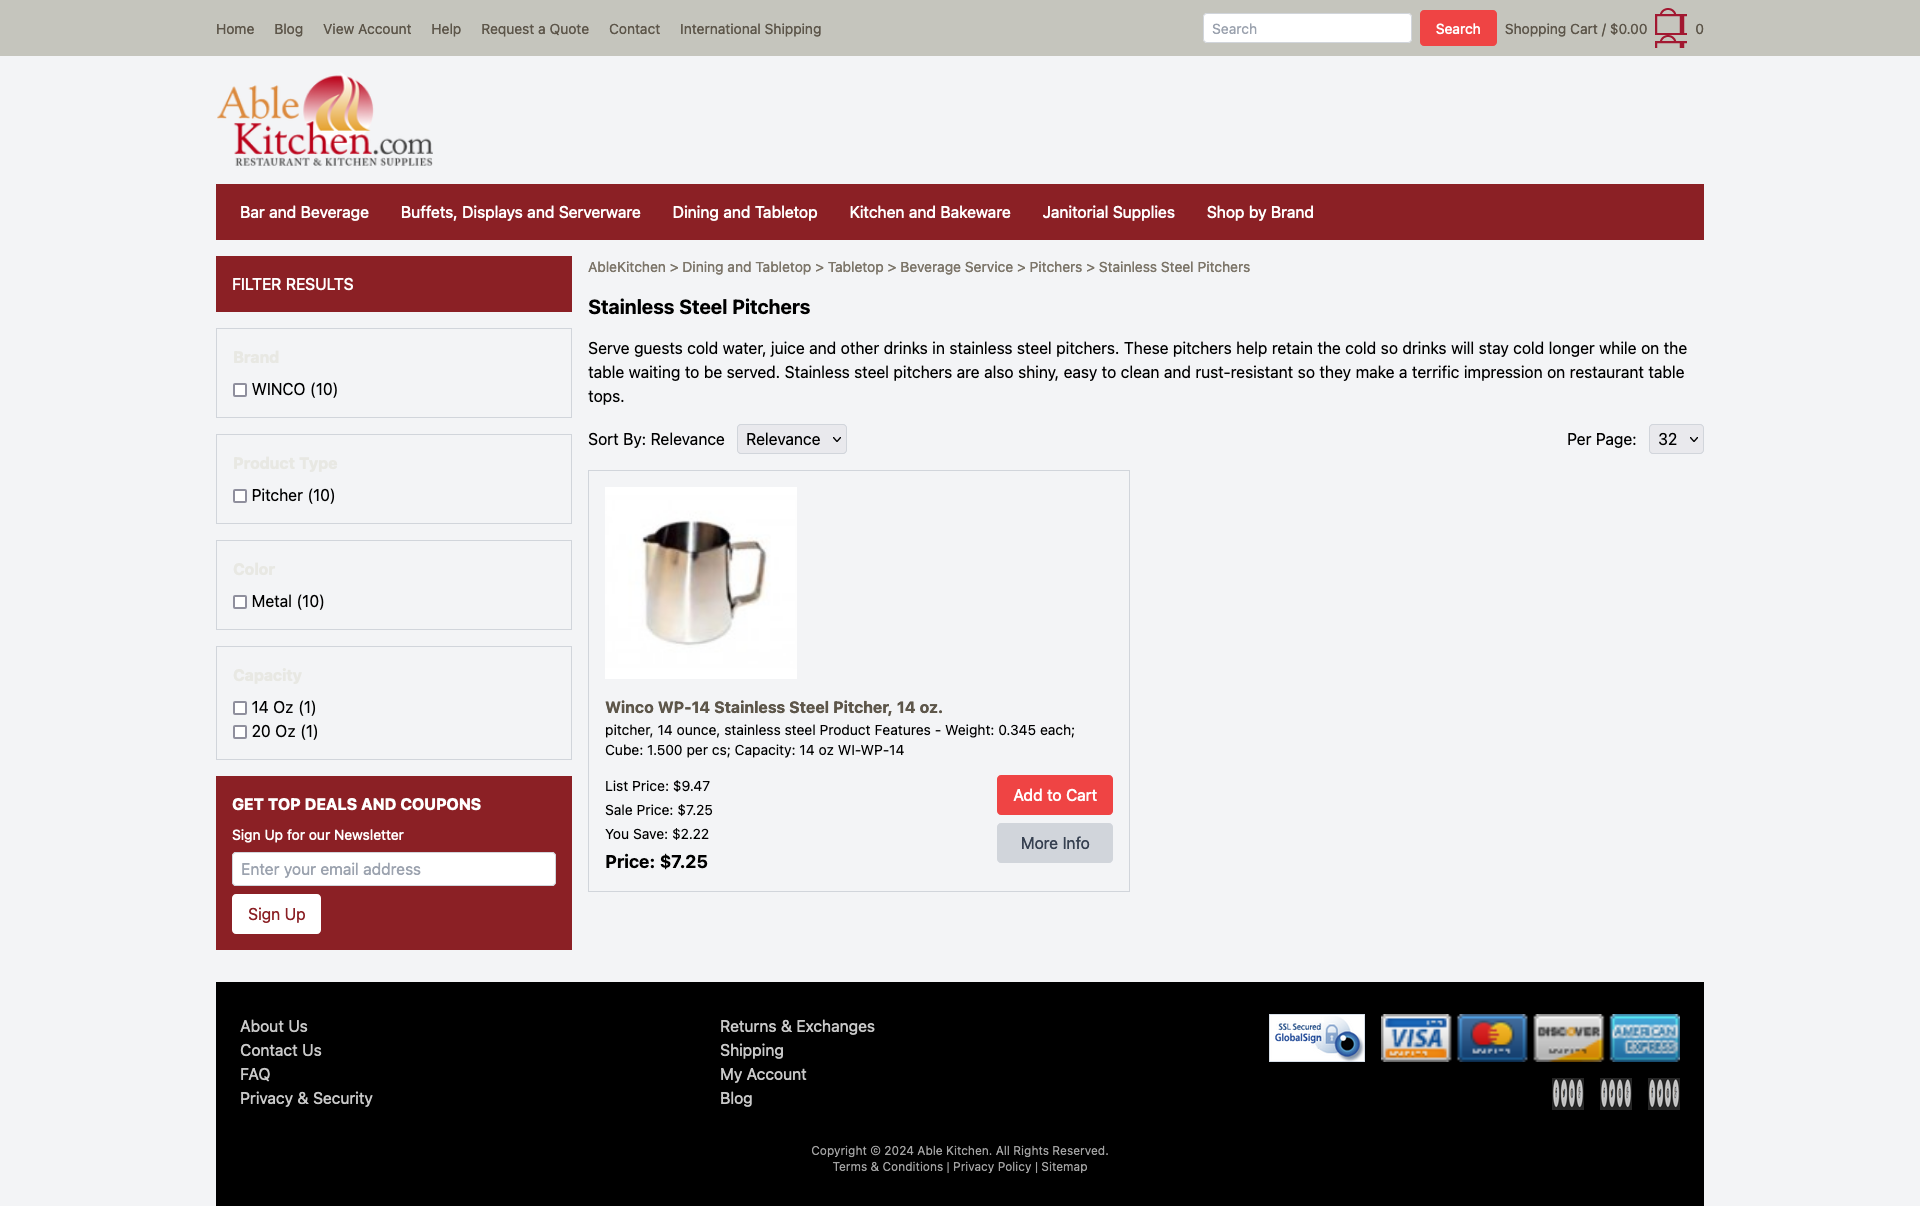 Home Blog View Account Help Request a Quote Contact International Shipping
Search Search Shopping Cart / $0.00 0
Able
Kitchen.com
RESTAURANT & KITCHEN SUPPLIES
Bar and Beverage Buffets, Displays and Serverware Dining and Tabletop Kitchen and Bakeware Janitorial Supplies Shop by Brand
FILTER RESULTS
Brand
WINCO (10)
Product Type
Pitcher (10)
Color
Metal (10)
Capacity
14 Oz (1)
20 Oz (1)
GET TOP DEALS AND COUPONS
Sign Up for our Newsletter
Enter your email address
Sign Up
AbleKitchen > Dining and Tabletop > Tabletop > Beverage Service > Pitchers > Stainless Steel Pitchers
Stainless Steel Pitchers
Serve guests cold water, juice and other drinks in stainless steel pitchers. These pitchers help retain the cold so drinks will stay cold longer while on the
table waiting to be served. Stainless steel pitchers are also shiny, easy to clean and rust-resistant so they make a terrific impression on restaurant table
tops.
Sort By: Relevance Relevance
Per Page: 32
Winco WP-14 Stainless Steel Pitcher, 14 oz.
pitcher, 14 ounce, stainless steel Product Features - Weight: 0.345 each;
Cube: 1.500 per cs; Capacity: 14 oz WI-WP-14
List Price: $9.47
Sale Price: $7.25
You Save: $2.22
Price: $7.25
Add to Cart
More Info
About Us
Contact Us
FAQ
Privacy & Security
Returns & Exchanges
Shipping
My Account
Blog
SSL Secured
GlobalSign
VISA
DISCOVER
AMERICAN
EXPRESS
Copyright © 2024 Able Kitchen. All Rights Reserved.
Terms & Conditions | Privacy Policy | Sitemap